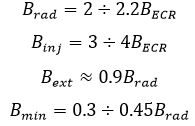 B_rad = 2 ÷ 2.2B_ECR
B_inj = 3 ÷ 4B_ECR
B_ext ≈ 0.9B_rad
B_min = 0.3 ÷ 0.45B_rad